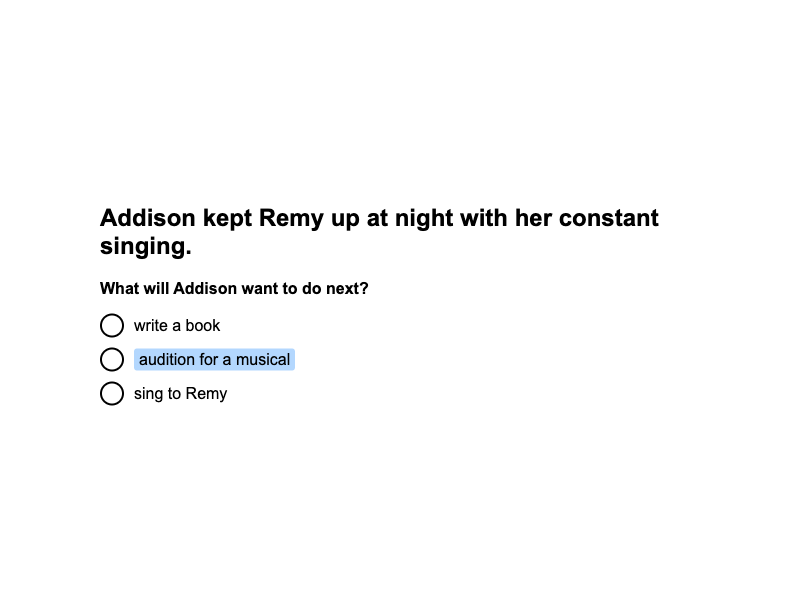 Addison kept Remy up at night with her constant
singing.
What will Addison want to do next?
write a book
audition for a musical
sing to Remy